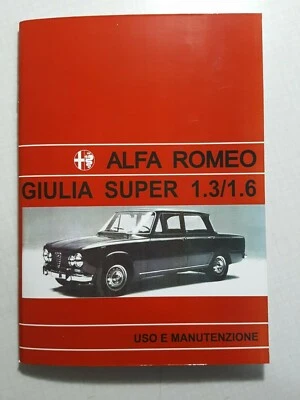 ALFA ROMEO
GIULIA SUPER 1.3/1.6
USO E MANUTENZIONE